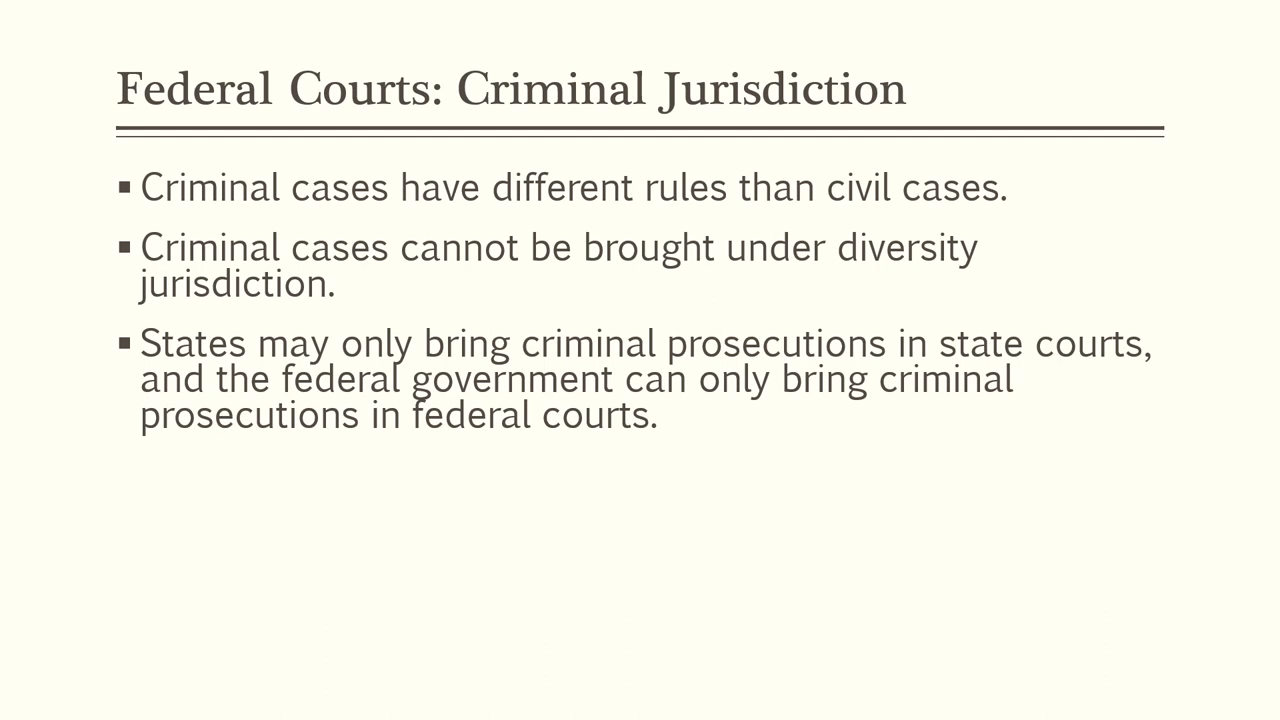 Federal Courts: Criminal Jurisdiction
▪ Criminal cases have different rules than civil cases.
▪ Criminal cases cannot be brought under diversity
jurisdiction.
▪ States may only bring criminal prosecutions in state courts,
and the federal government can only bring criminal
prosecutions in federal courts.